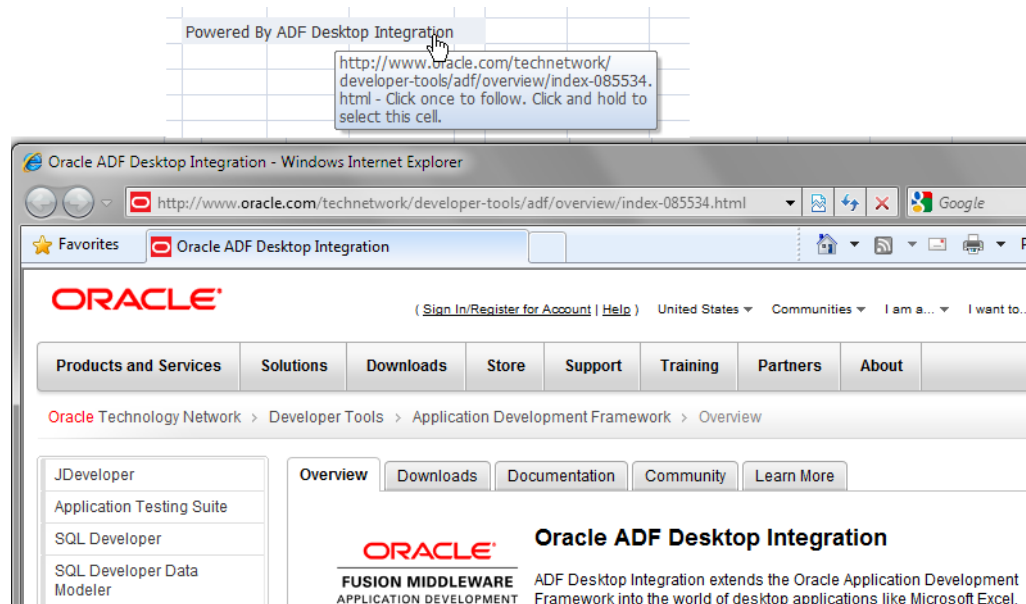 Powered By ADF Desktop Integration
http://www.oracle.com/technetwork/
developer-tools/adf/overview/index-085534.
html - Click once to follow. Click and hold to
select this cell.
Oracle ADF Desktop Integration - Windows Internet Explorer
http://www.oracle.com/technetwork/developer-tools/adf/overview/index-085534.html Google
Favorites Oracle ADF Desktop Integration P
ORACLE
( Sign In/Register for Account | Help ) United States Communities I am a... I want to...
Products and Services Solutions Downloads Store Support Training Partners About
Oracle Technology Network > Developer Tools > Application Development Framework > Overview
JDeveloper
Application Testing Suite
SQL Developer
SQL Developer Data
Modeler
Overview Downloads Documentation Community Learn More
ORACLE
FUSION MIDDLEWARE
APPLICATION DEVELOPMENT
Oracle ADF Desktop Integration
ADF Desktop Integration extends the Oracle Application Development
Framework into the world of desktop applications like Microsoft Excel.